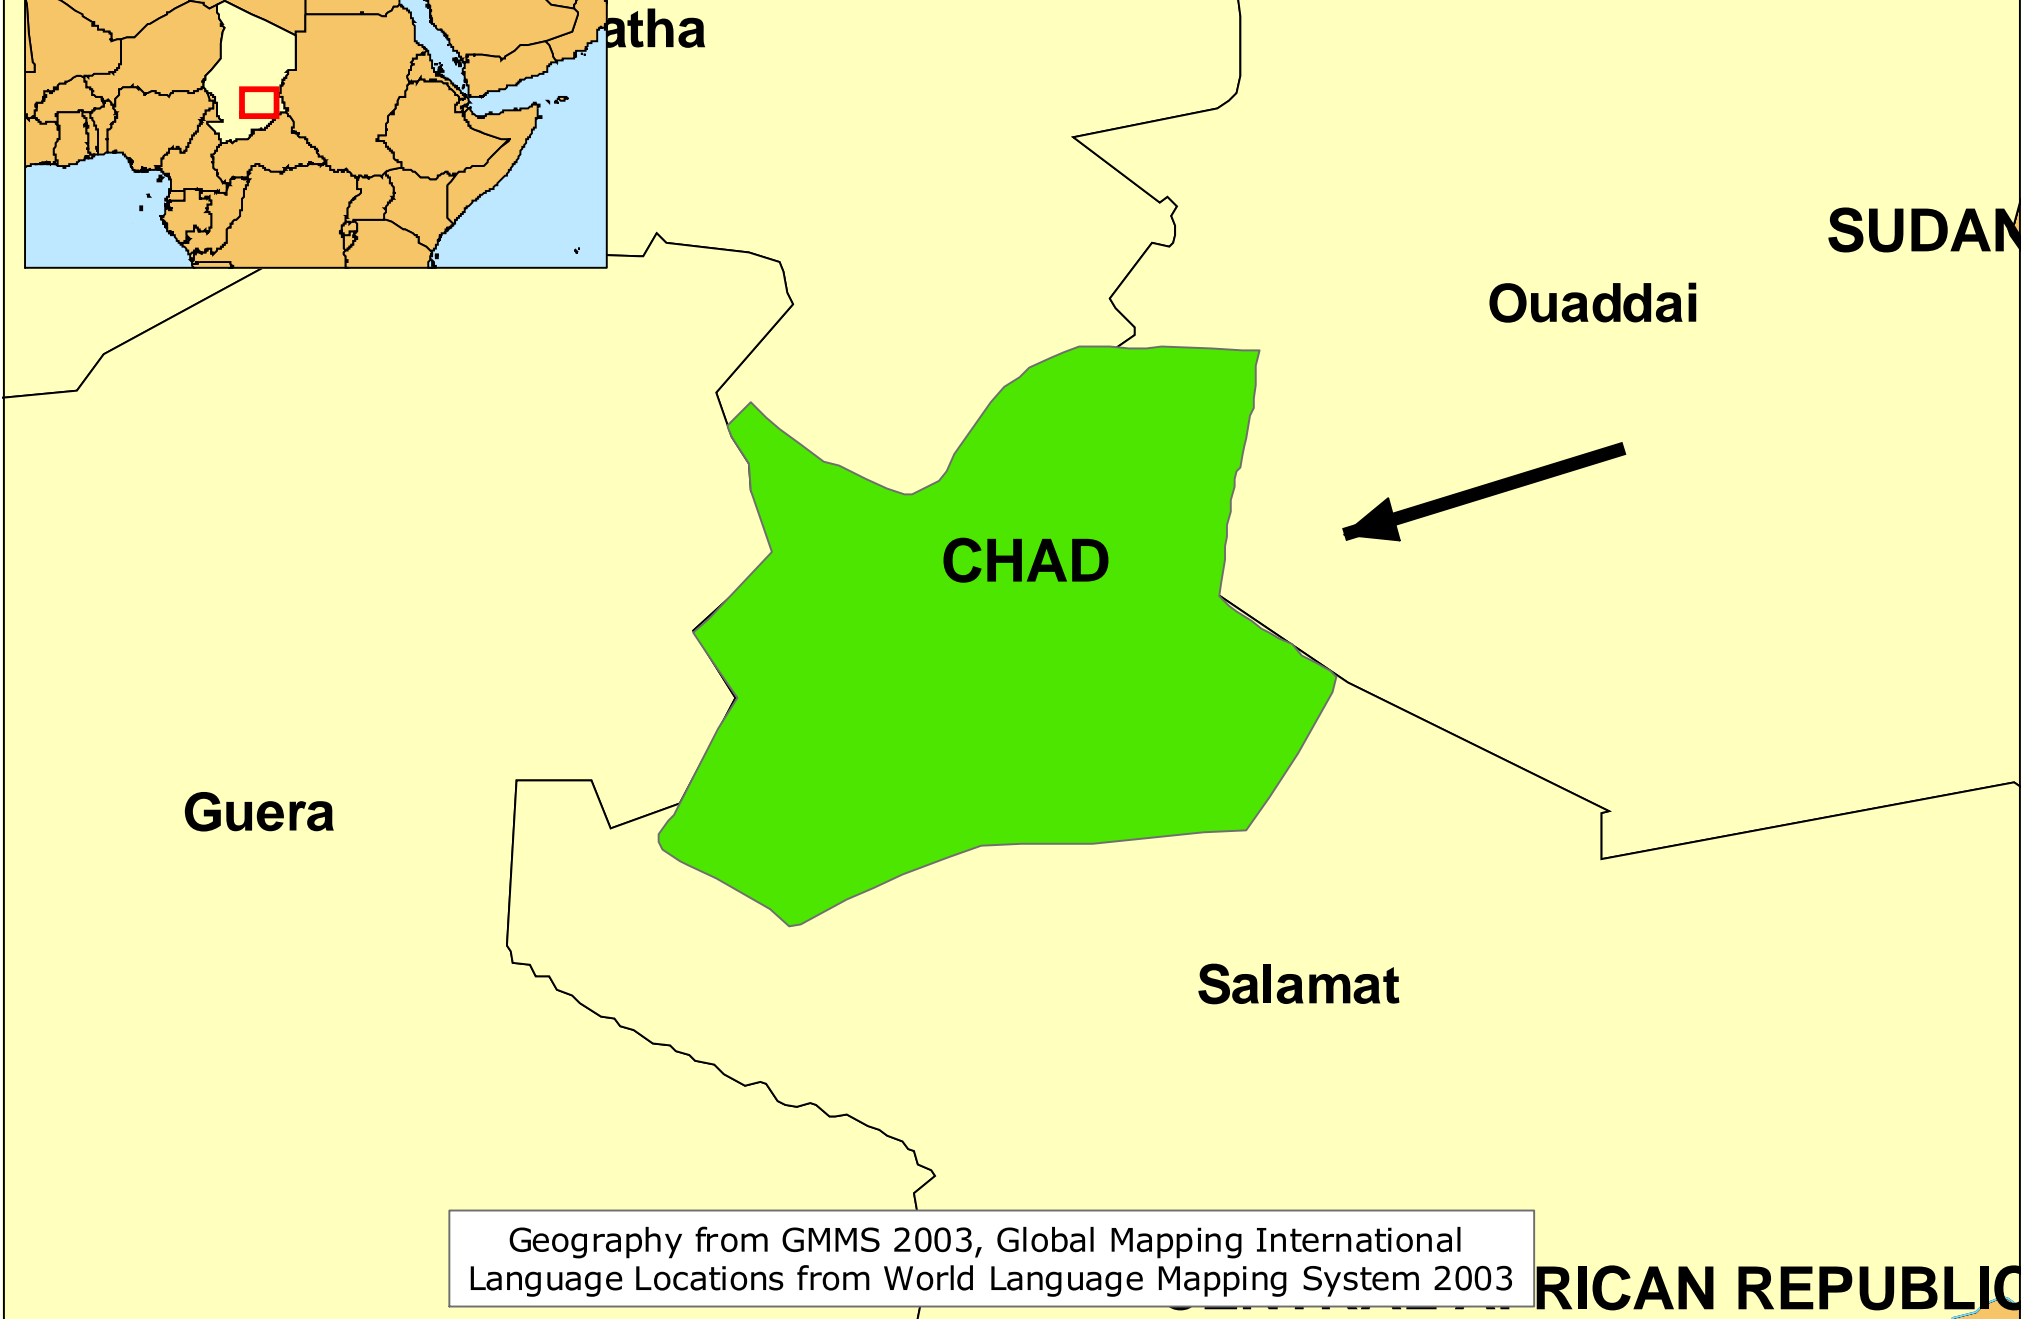 atha
SUDAN
Ouaddai
CHAD
Guera
Salamat
Geography from GMMS 2003, Global Mapping International
Language Locations from World Language Mapping System 2003
RICAN REPUBLIC